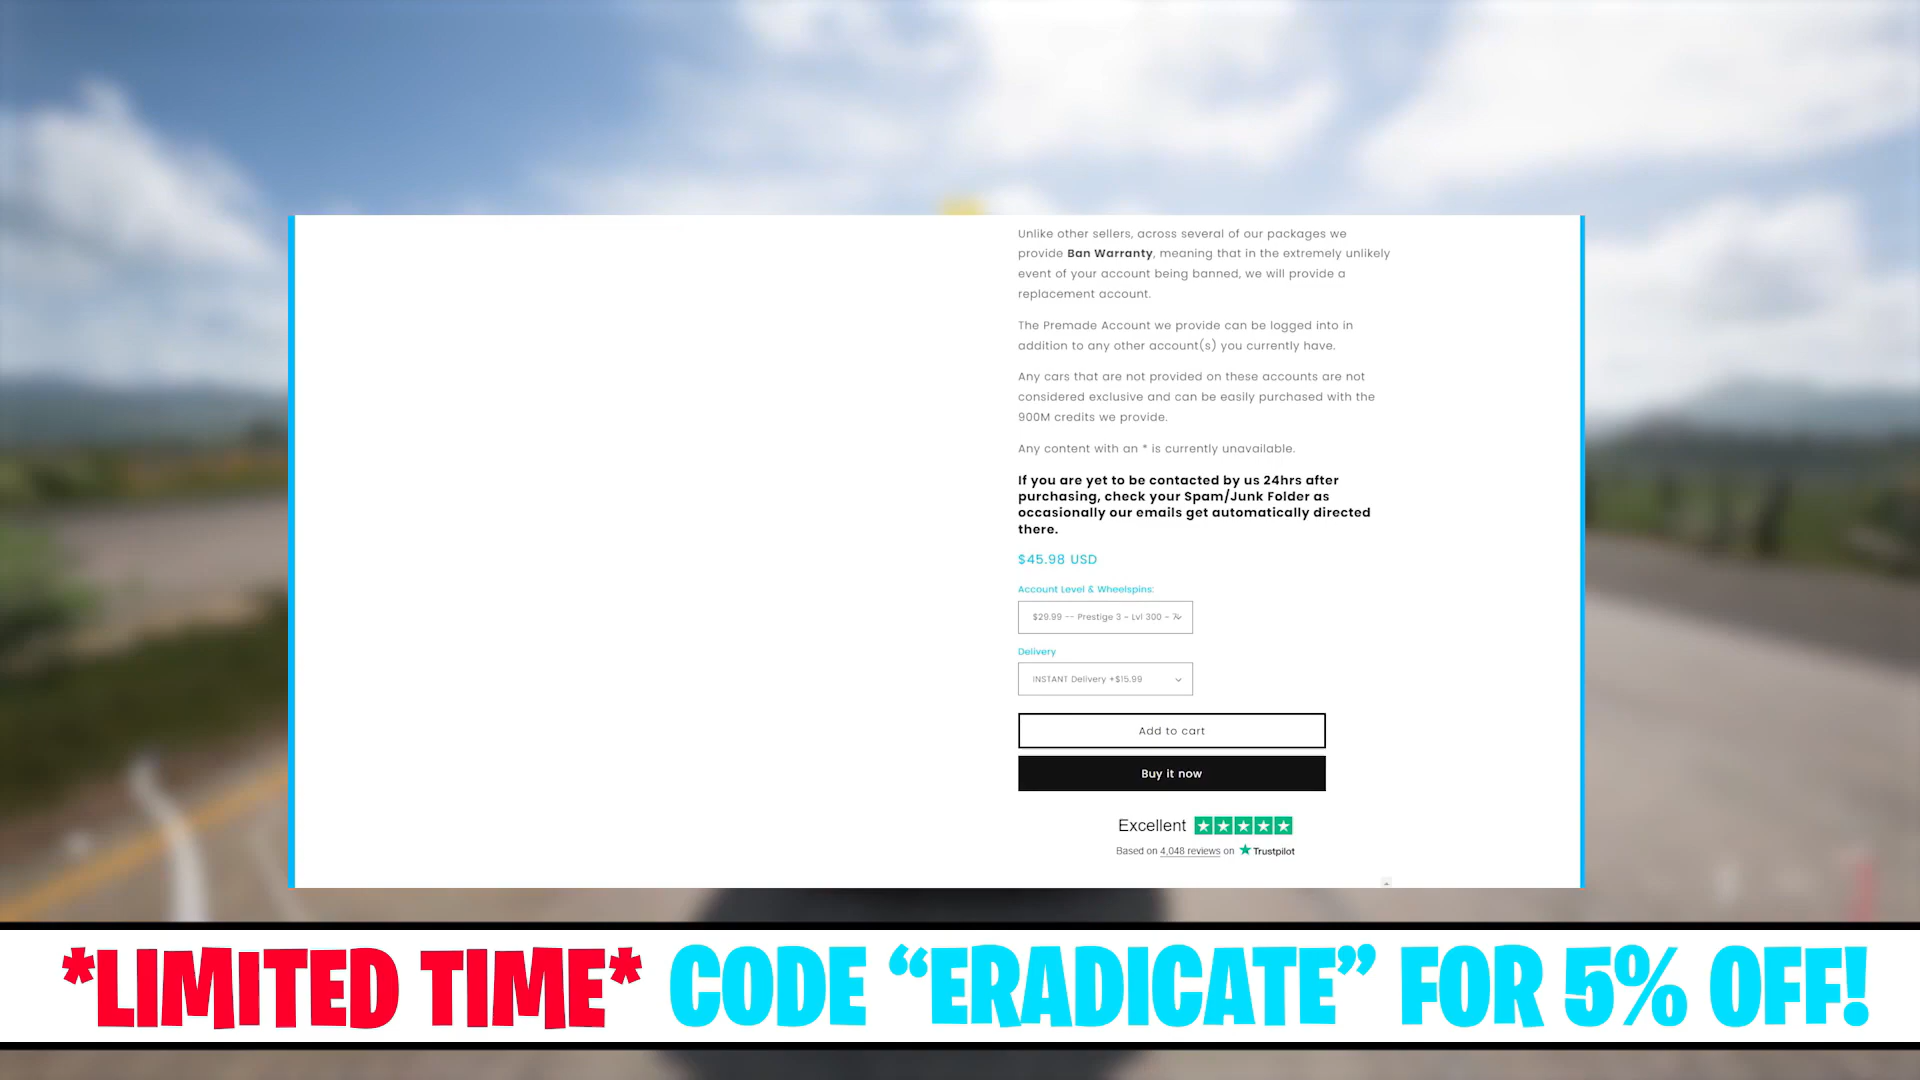 Unlike other sellers, across several of our packages we
provide Ban Warranty, meaning that in the extremely unlikely
event of your account being banned, we will provide a
replacement account.
The Premade Account we provide can be logged into in
addition to any other account(s) you currently have.
Any cars that are not provided on these accounts are not
considered exclusive and can be easily purchased with the
900M credits we provide.
Any content with an * is currently unavailable.
If you are yet to be contacted by us 24hrs after
purchasing, check your Spam/Junk Folder as
occasionally our emails get automatically directed
there.
$45.98 USD
Account Level & Wheelspins:
$29.99 -- Prestige 3 - Lvl 300 -
Delivery
INSTANT Delivery +$15.99
Add to cart
Buy it now
Excellent
Based on 4,048 reviews on Trustpilot
*LIMITED TIME* CODE “ERADICATE” FOR 5% OFF!